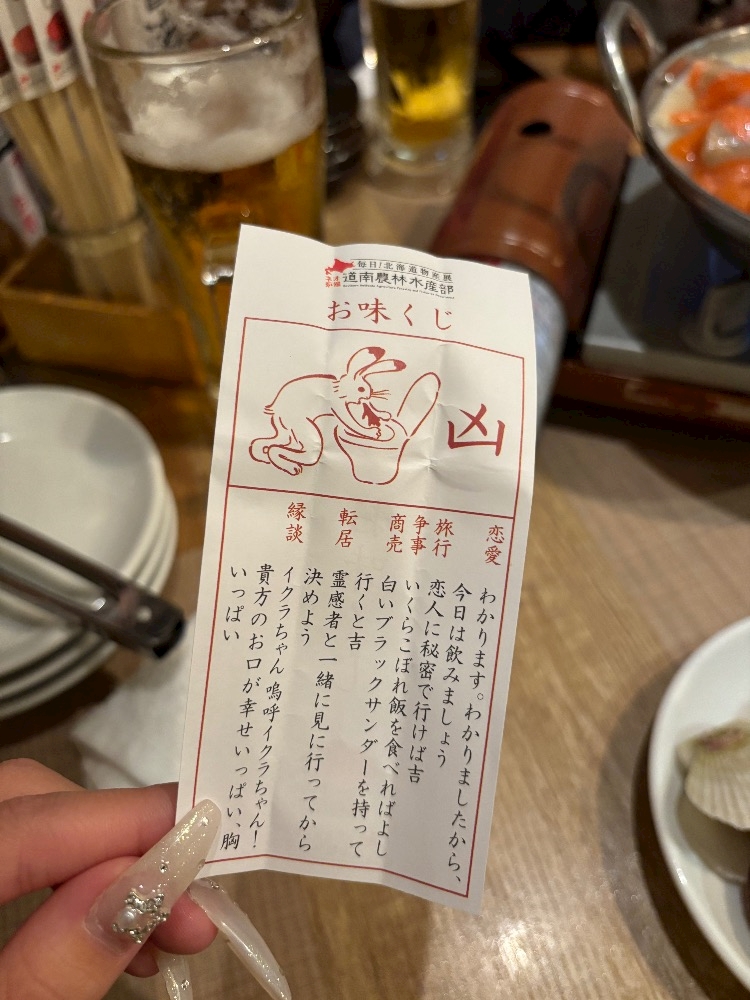 毎日!北海道物産展
道南農林水産部
お味くじ
凶
恋愛
わかります。わかりましたから、
今日は飲みましょう
旅行
恋人に秘密で行けば吉
争事
いくらこぼれ飯を食べればよし
商売
白いブラックサンダーを持って
行くと吉
転居
霊感者と一緒に見に行ってから
決めよう
縁談
イクラちゃん嗚呼イクラちゃん!
貴方のお口が幸せいっぱい、胸
いっぱい